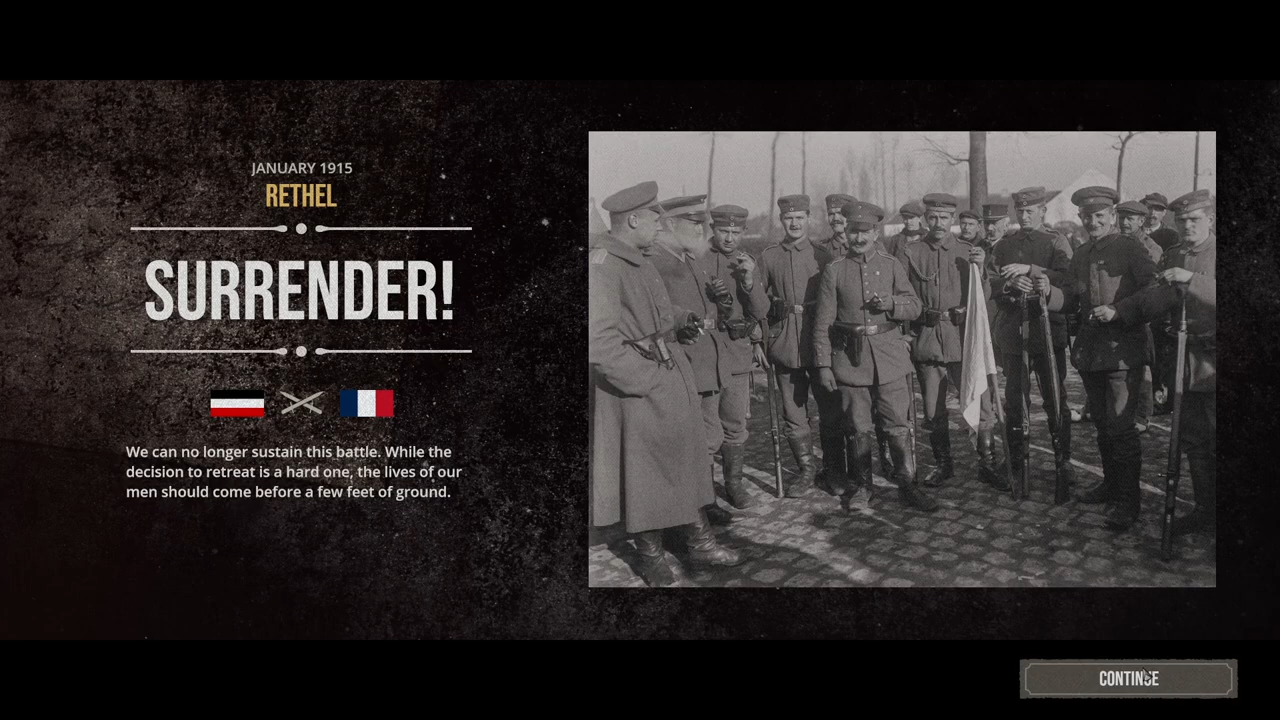 JANUARY 1915
RETHEL
SURRENDER!
We can no longer sustain this battle. While the
decision to retreat is a hard one, the lives of our
men should come before a few feet of ground.
CONTINUE